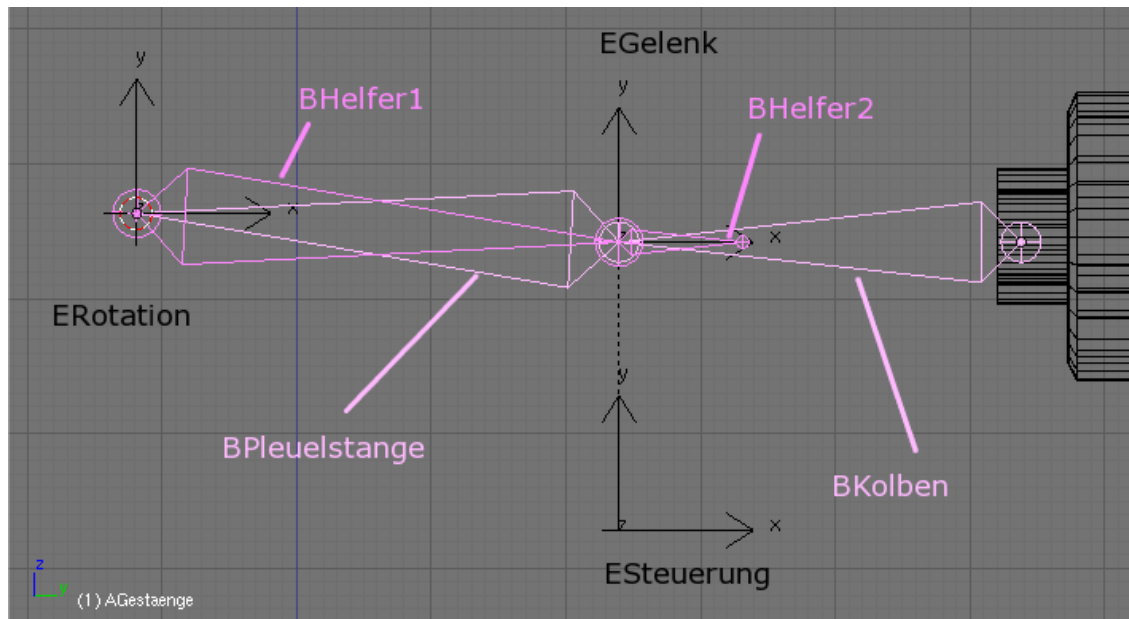 EGelenk
y
BHelfer1
y
BHelfer2
x
x
ERotation
y
BPleuelstange
BKolben
x
z
ESteuerung
z
y
(1) AGestaenge